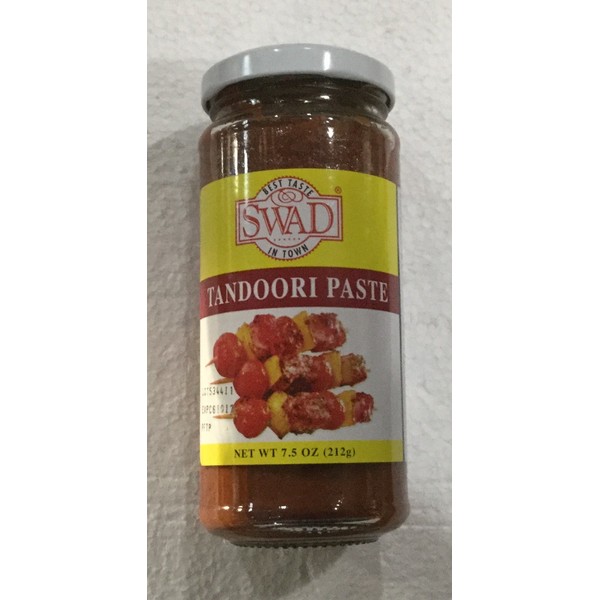 BEST TASTE
SWAD®
IN TOWN
TANDOORI PASTE
NET WT 7.5 OZ (212g)